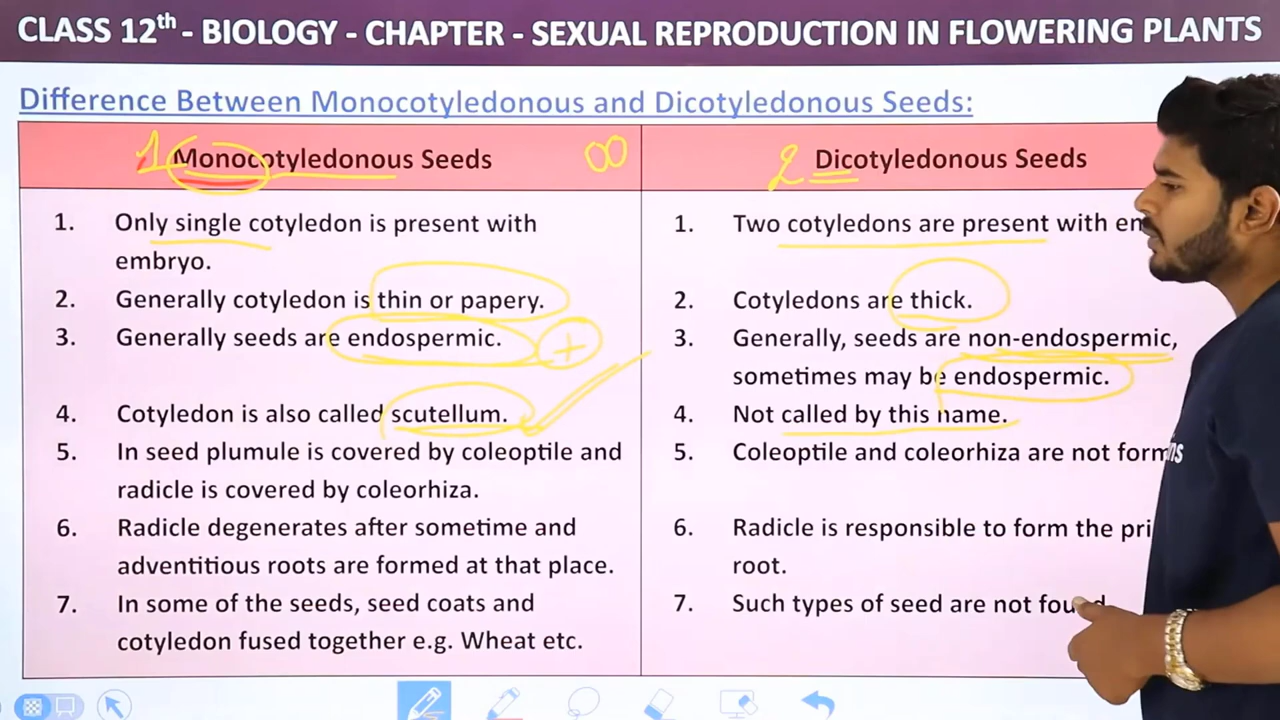 CLASS 12th - BIOLOGY - CHAPTER - SEXUAL REPRODUCTION IN FLOWERING PLANTS
Difference Between Monocotyledonous and Dicotyledonous Seeds:
1 Monocotyledonous Seeds
1. Only single cotyledon is present with
embryo.
2. Generally cotyledon is thin or papery.
3. Generally seeds are endospermic. +
4. Cotyledon is also called scutellum.
5. In seed plumule is covered by coleoptile and
radicle is covered by coleorhiza.
6. Radicle degenerates after sometime and
adventitious roots are formed at that place.
7. In some of the seeds, seed coats and
cotyledon fused together e.g. Wheat etc.
2 Dicotyledonous Seeds
1. Two cotyledons are present with
2. Cotyledons are thick.
3. Generally, seeds are non-endospermic,
sometimes may be endospermic.
4. Not called by this name.
5. Coleoptile and coleorhiza are not
6. Radicle is responsible to form the
root.
7. Such types of seed are not found